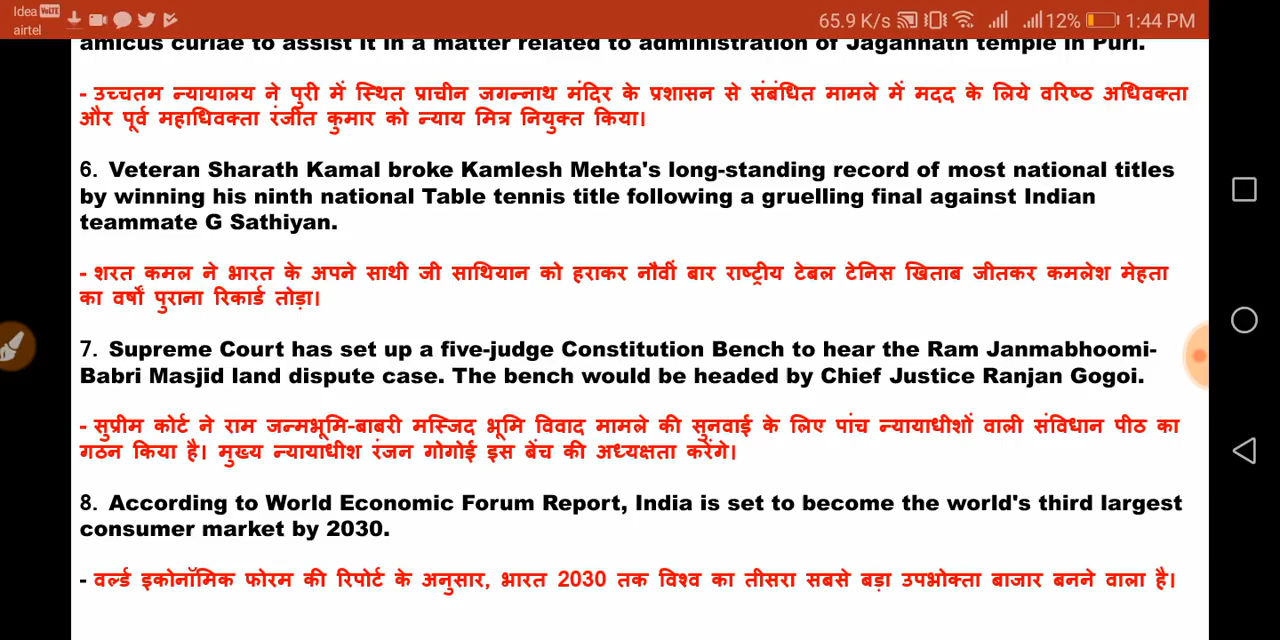 Idea VoLTE
airtel
65.9 K/s 12% 1:44 PM
amicus curiae to assist it in a matter related to administration of Jagannath temple in Puri.
- उच्चतम न्यायालय ने पुरी में स्थित प्राचीन जगन्नाथ मंदिर के प्रशासन से संबंधित मामले में मदद के लिये वरिष्ठ अधिवक्ता
और पूर्व महाधिवक्ता रंजीत कुमार को न्याय मित्र नियुक्त किया।
6. Veteran Sharath Kamal broke Kamlesh Mehta's long-standing record of most national titles
by winning his ninth national Table tennis title following a gruelling final against Indian
teammate G Sathiyan.
- शरत कमल ने भारत के अपने साथी जी साथियान को हराकर नौवीं बार राष्ट्रीय टेबल टेनिस खिताब जीतकर कमलेश मेहता
का वर्षों पुराना रिकार्ड तोड़ा।
7. Supreme Court has set up a five-judge Constitution Bench to hear the Ram Janmabhoomi-
Babri Masjid land dispute case. The bench would be headed by Chief Justice Ranjan Gogoi.
- सुप्रीम कोर्ट ने राम जन्मभूमि-बाबरी मस्जिद भूमि विवाद मामले की सुनवाई के लिए पांच न्यायाधीशों वाली संविधान पीठ का
गठन किया है। मुख्य न्यायाधीश रंजन गोगोई इस बेंच की अध्यक्षता करेंगे।
8. According to World Economic Forum Report, India is set to become the world's third largest
consumer market by 2030.
- वर्ल्ड इकोनॉमिक फोरम की रिपोर्ट के अनुसार, भारत 2030 तक विश्व का तीसरा सबसे बड़ा उपभोक्ता बाजार बनने वाला है।